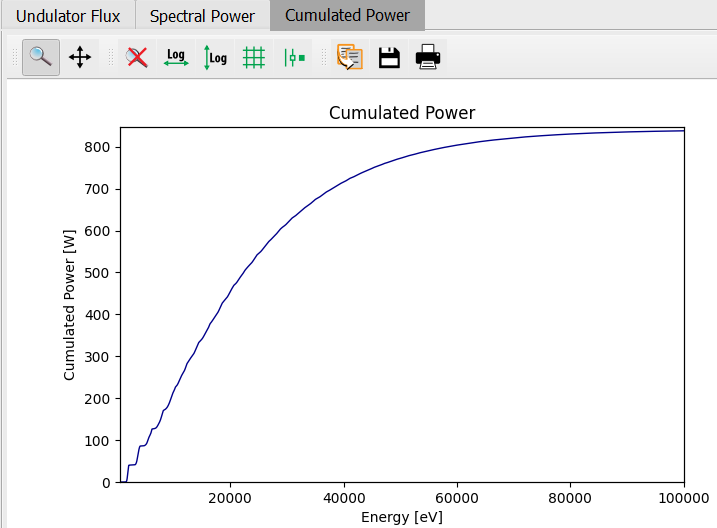 Undulator Flux Spectral Power Cumulated Power
Log Log
Cumulated Power
800
700
600
500
400
300
200
100
0
Cumulated Power [W]
20000 40000 60000 80000 100000
Energy [eV]